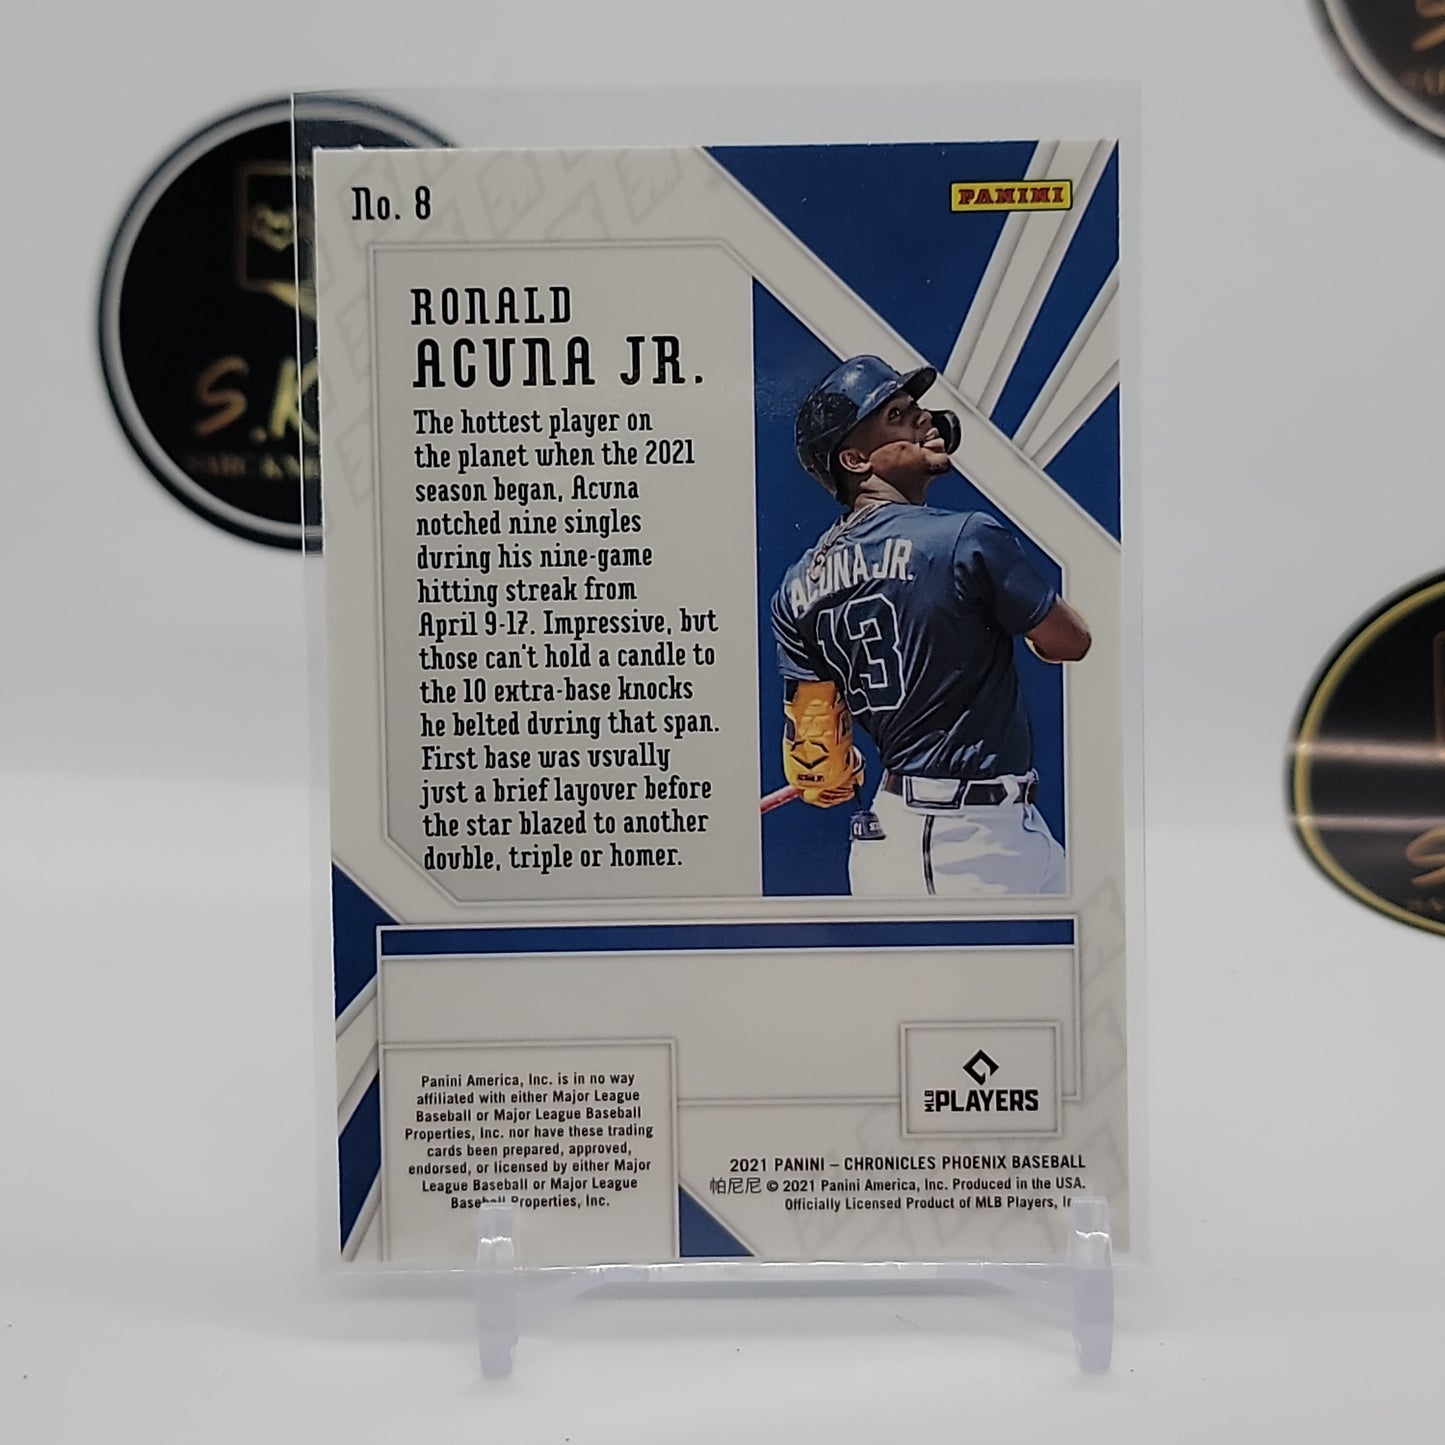 No. 8
PANINI
RONALD
ACUNA JR.
The hottest player on
the planet when the 2021
season began, Acuna
notched nine singles
during his nine-game
hitting streak from
April 9-17. Impressive, but
those can't hold a candle to
the 10 extra-base knocks
he belted during that span.
First base was usually
just a brief layover before
the star blazed to another
double, triple or homer.
ACUNA JR.
13
Panini America, Inc. is in no way
affiliated with either Major League
Baseball or Major League Baseball
Properties, Inc. nor have these trading
cards been prepared, approved,
endorsed, or licensed by either Major
League Baseball or Major League
Baseball Properties, Inc.
MLB PLAYERS
2021 PANINI – CHRONICLES PHOENIX BASEBALL
帕尼尼 © 2021 Panini America, Inc. Produced in the USA.
Officially Licensed Product of MLB Players,
S.K